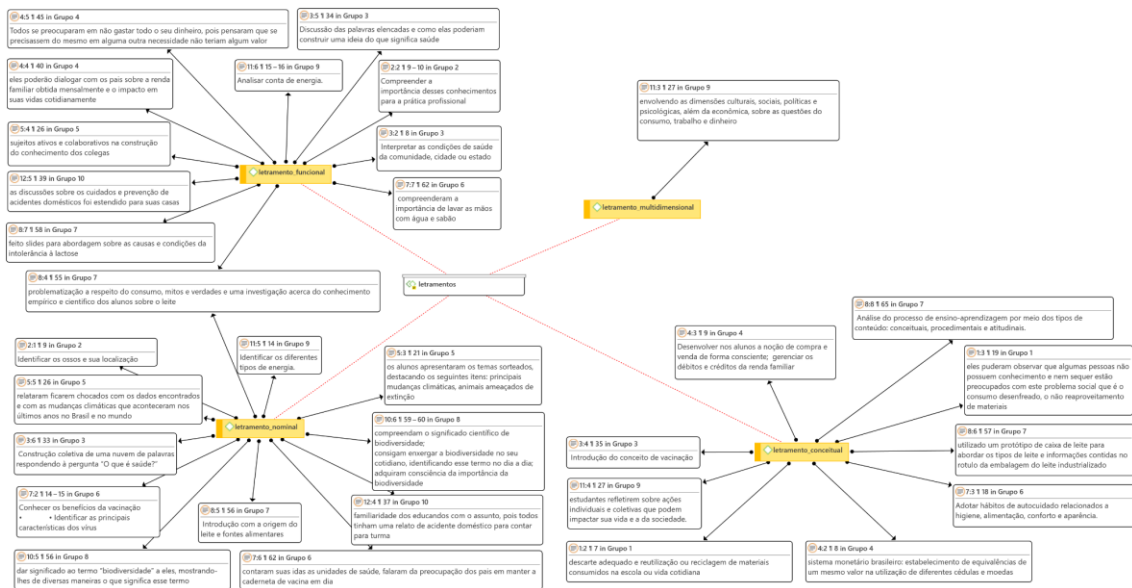 4:5 ¶ 45 in Grupo 4
Todos se preocuparam em não gastar todo o seu dinheiro, pois pensaram que se
precisassem do mesmo em alguma outra necessidade não teriam algum valor
3:5 ¶ 34 in Grupo 3
Discussão das palavras elencadas e como elas poderiam
construir uma ideia do que significa saúde
4:4 ¶ 40 in Grupo 4
eles poderão dialogar com os pais sobre a renda
familiar obtida mensalmente e o impacto em
suas vidas cotidianamente
11:6 ¶ 15 – 16 in Grupo 9
Analisar conta de energia.
2:2 ¶ 9 – 10 in Grupo 2
Compreender a
importância desses conhecimentos
para a prática profissional
11:3 ¶ 27 in Grupo 9
envolvendo as dimensões culturais, sociais, políticas e
psicológicas, além da econômica, sobre as questões do
consumo, trabalho e dinheiro
5:4 ¶ 26 in Grupo 5
sujeitos ativos e colaborativos na construção
do conhecimento dos colegas
3:2 ¶ 8 in Grupo 3
Interpretar as condições de saúde
da comunidade, cidade ou estado
letramento_funcional
12:5 ¶ 39 in Grupo 10
as discussões sobre os cuidados e prevenção de
acidentes domésticos foi estendido para suas casas
7:7 ¶ 62 in Grupo 6
compreenderam a
importância de lavar as mãos
com água e sabão
letramento_multidimensional
8:7 ¶ 58 in Grupo 7
feito slides para abordagem sobre as causas e condições da
intolerância à lactose
8:4 ¶ 55 in Grupo 7
problematização a respeito do consumo, mitos e verdades e uma investigação acerca do conhecimento
empírico e científico dos alunos sobre o leite
letramentos
8:8 ¶ 65 in Grupo 7
Análise do processo de ensino-aprendizagem por meio dos tipos de
conteúdo: conceituais, procedimentais e atitudinais.
4:3 ¶ 9 in Grupo 4
Desenvolver nos alunos a noção de compra e
venda de forma consciente; gerenciar os
débitos e créditos da renda familiar
2:1 ¶ 9 in Grupo 2
Identificar os ossos e sua localização
11:5 ¶ 14 in Grupo 9
Identificar os diferentes
tipos de energia.
5:3 ¶ 21 in Grupo 5
os alunos apresentaram os temas sorteados,
destacando os seguintes itens: principais
mudanças climáticas, animais ameaçados de
extinção
1:3 ¶ 19 in Grupo 1
eles puderam observar que algumas pessoas não
possuem conhecimento e nem sequer estão
preocupados com este problema social que é o
consumo desenfreado, o não reaproveitamento
de materiais
5:5 ¶ 26 in Grupo 5
relataram ficarem chocados com os dados encontrados
e com as mudanças climáticas que aconteceram nos
últimos anos no Brasil e no mundo
letramento_nominal
10:6 ¶ 59 – 60 in Grupo 8
compreendam o significado científico de
biodiversidade;
consigam enxergar a biodiversidade no seu
cotidiano, identificando esse termo no dia a dia;
adquiram consciência da importância da
biodiversidade
8:6 ¶ 57 in Grupo 7
utilizado um protótipo de caixa de leite para
abordar os tipos de leite e informações contidas no
rotulo da embalagem do leite industrializado
3:6 ¶ 33 in Grupo 3
Construção coletiva de uma nuvem de palavras
respondendo à pergunta "O que é saúde?"
3:4 ¶ 35 in Grupo 3
Introdução do conceito de vacinação
letramento_conceitual
11:4 ¶ 27 in Grupo 9
estudantes refletirem sobre ações
individuais e coletivas que podem
impactar sua vida e a da sociedade.
7:3 ¶ 18 in Grupo 6
Adotar hábitos de autocuidado relacionados a
higiene, alimentação, conforto e aparência.
7:2 ¶ 14 – 15 in Grupo 6
Conhecer os benefícios da vacinação
• • Identificar as principais
características dos vírus
8:5 ¶ 56 in Grupo 7
Introdução com a origem do
leite e fontes alimentares
12:4 ¶ 37 in Grupo 10
familiaridade dos educandos com o assunto, pois todos
tinham uma relato de acidente doméstico para contar
para turma
1:2 ¶ 7 in Grupo 1
descarte adequado e reutilização ou reciclagem de materiais
consumidos na escola ou vida cotidiana
4:2 ¶ 8 in Grupo 4
sistema monetário brasileiro: estabelecimento de equivalências de
um mesmo valor na utilização de diferentes cédulas e moedas
10:5 ¶ 56 in Grupo 8
dar significado ao termo "biodiversidade" a eles, mostrando-
lhes de diversas maneiras o que significa esse termo
7:6 ¶ 62 in Grupo 6
contaram suas idas as unidades de saúde, falaram da preocupação dos pais em manter a
caderneta de vacina em dia